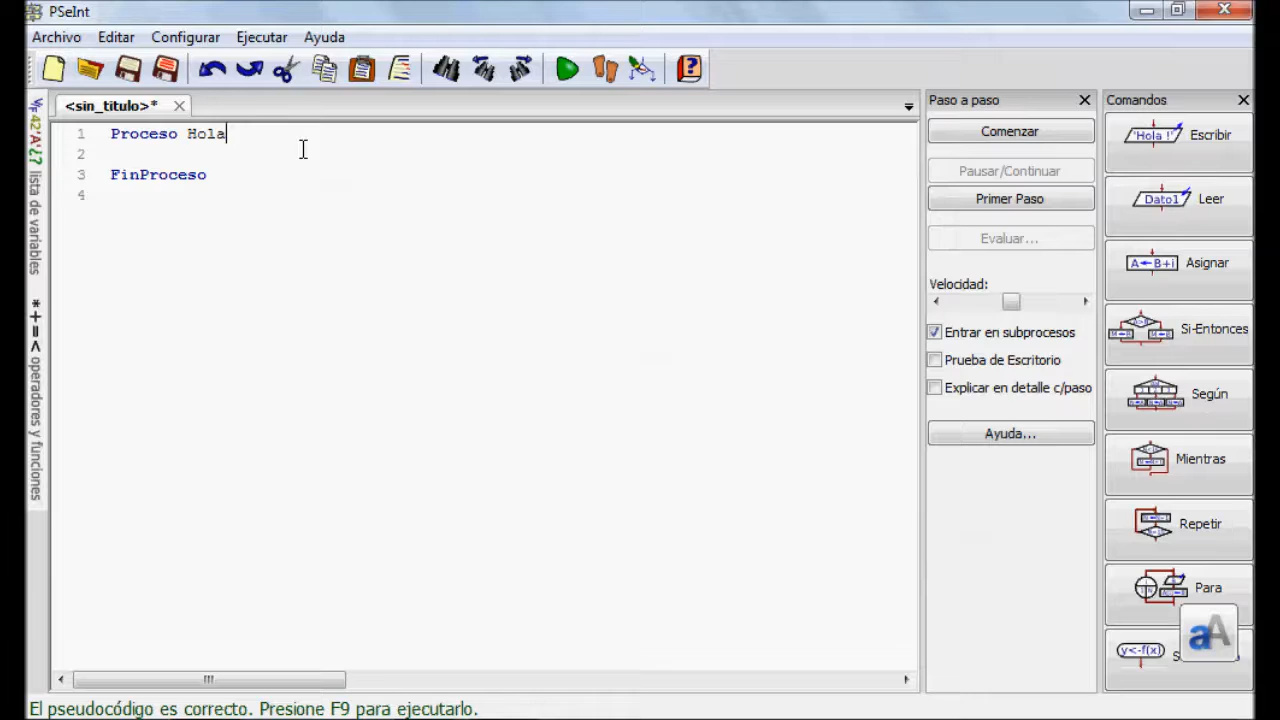 PSeInt
Archivo Editar Configurar Ejecutar Ayuda
<sin_titulo>*
1 Proceso Hola
2
3 FinProceso
4
42 'A' ¿? lista de variables
* + = < operadores y funciones
Paso a paso
Comenzar
Pausar/Continuar
Primer Paso
Evaluar...
Velocidad:
Entrar en subprocesos
Prueba de Escritorio
Explicar en detalle c/paso
Ayuda...
Comandos
'Hola !' Escribir
Dato1 Leer
A←B+i Asignar
Si-Entonces
Según
Mientras
Repetir
Para
aA
y<-f(x)
El pseudocódigo es correcto. Presione F9 para ejecutarlo.